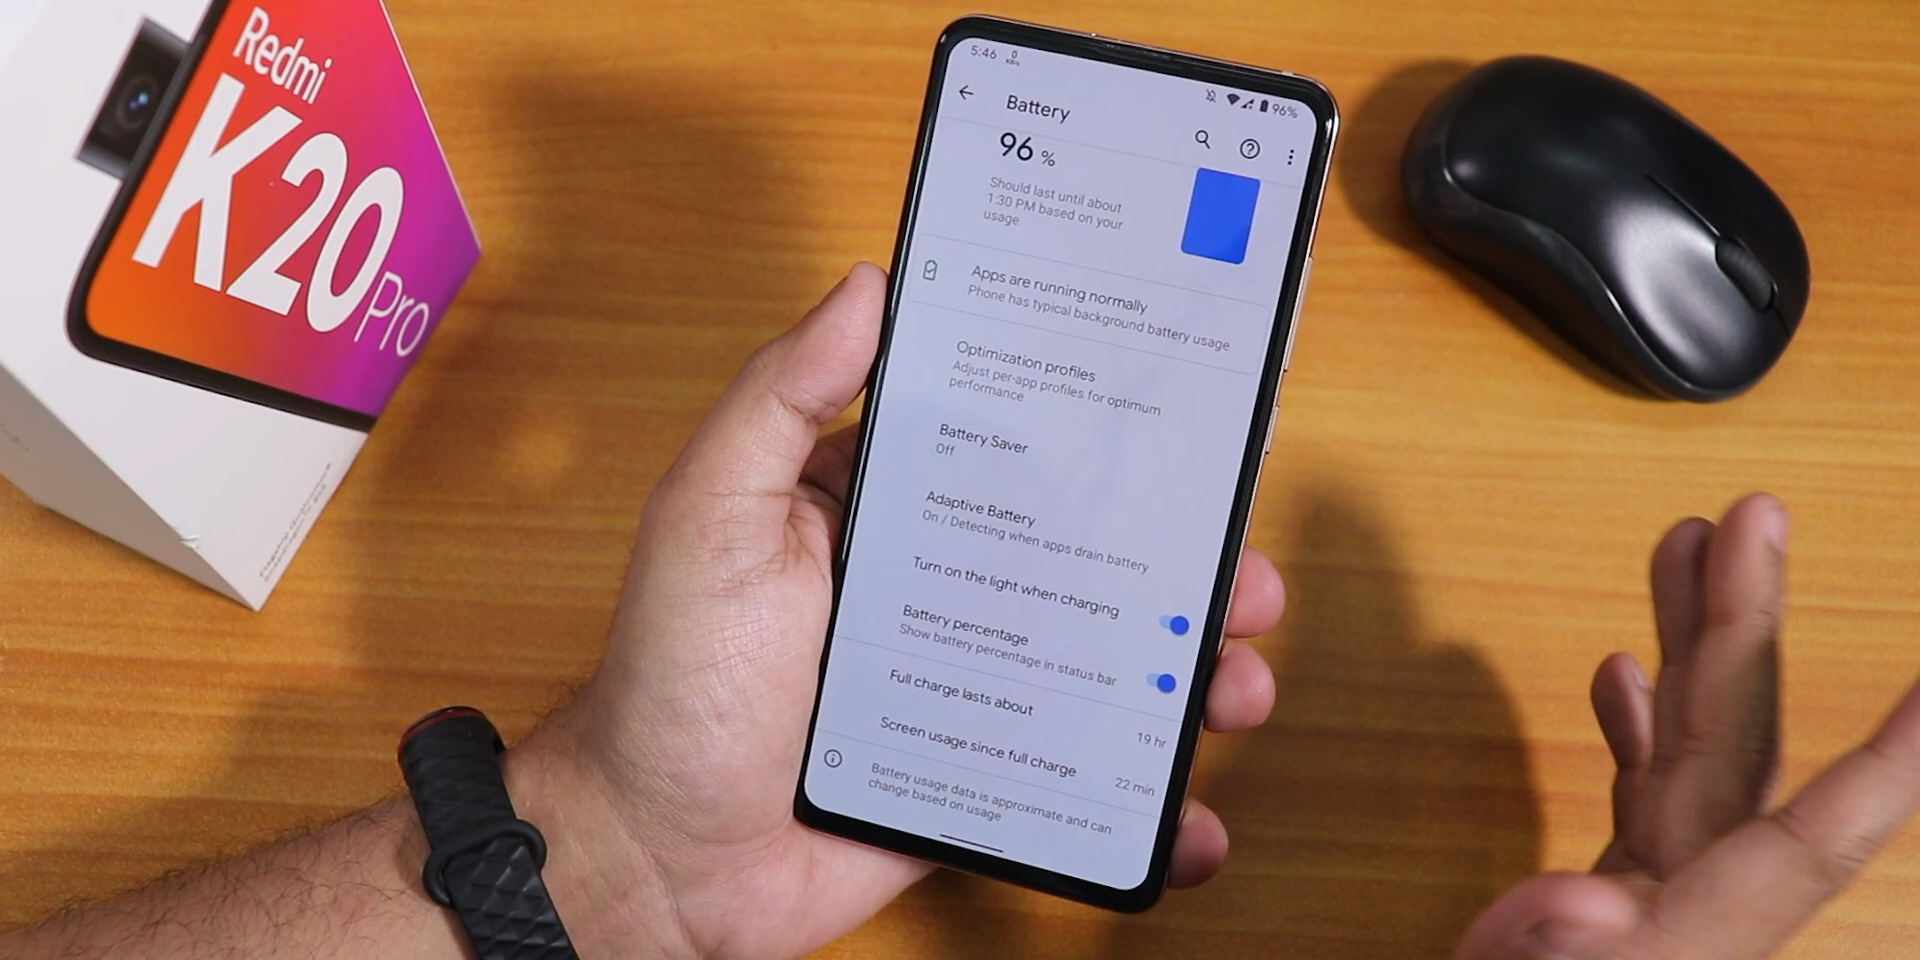 Redmi
K20 Pro
5:46 0
KB/s
96%
Battery
96 %
Should last until about
1:30 PM based on your
usage
Apps are running normally
Phone has typical background battery usage
Optimization profiles
Adjust per-app profiles for optimum
performance
Battery Saver
Off
Adaptive Battery
On / Detecting when apps drain battery
Turn on the light when charging
Battery percentage
Show battery percentage in status bar
Full charge lasts about
19 hr
Screen usage since full charge
22 min
Battery usage data is approximate and can
change based on usage